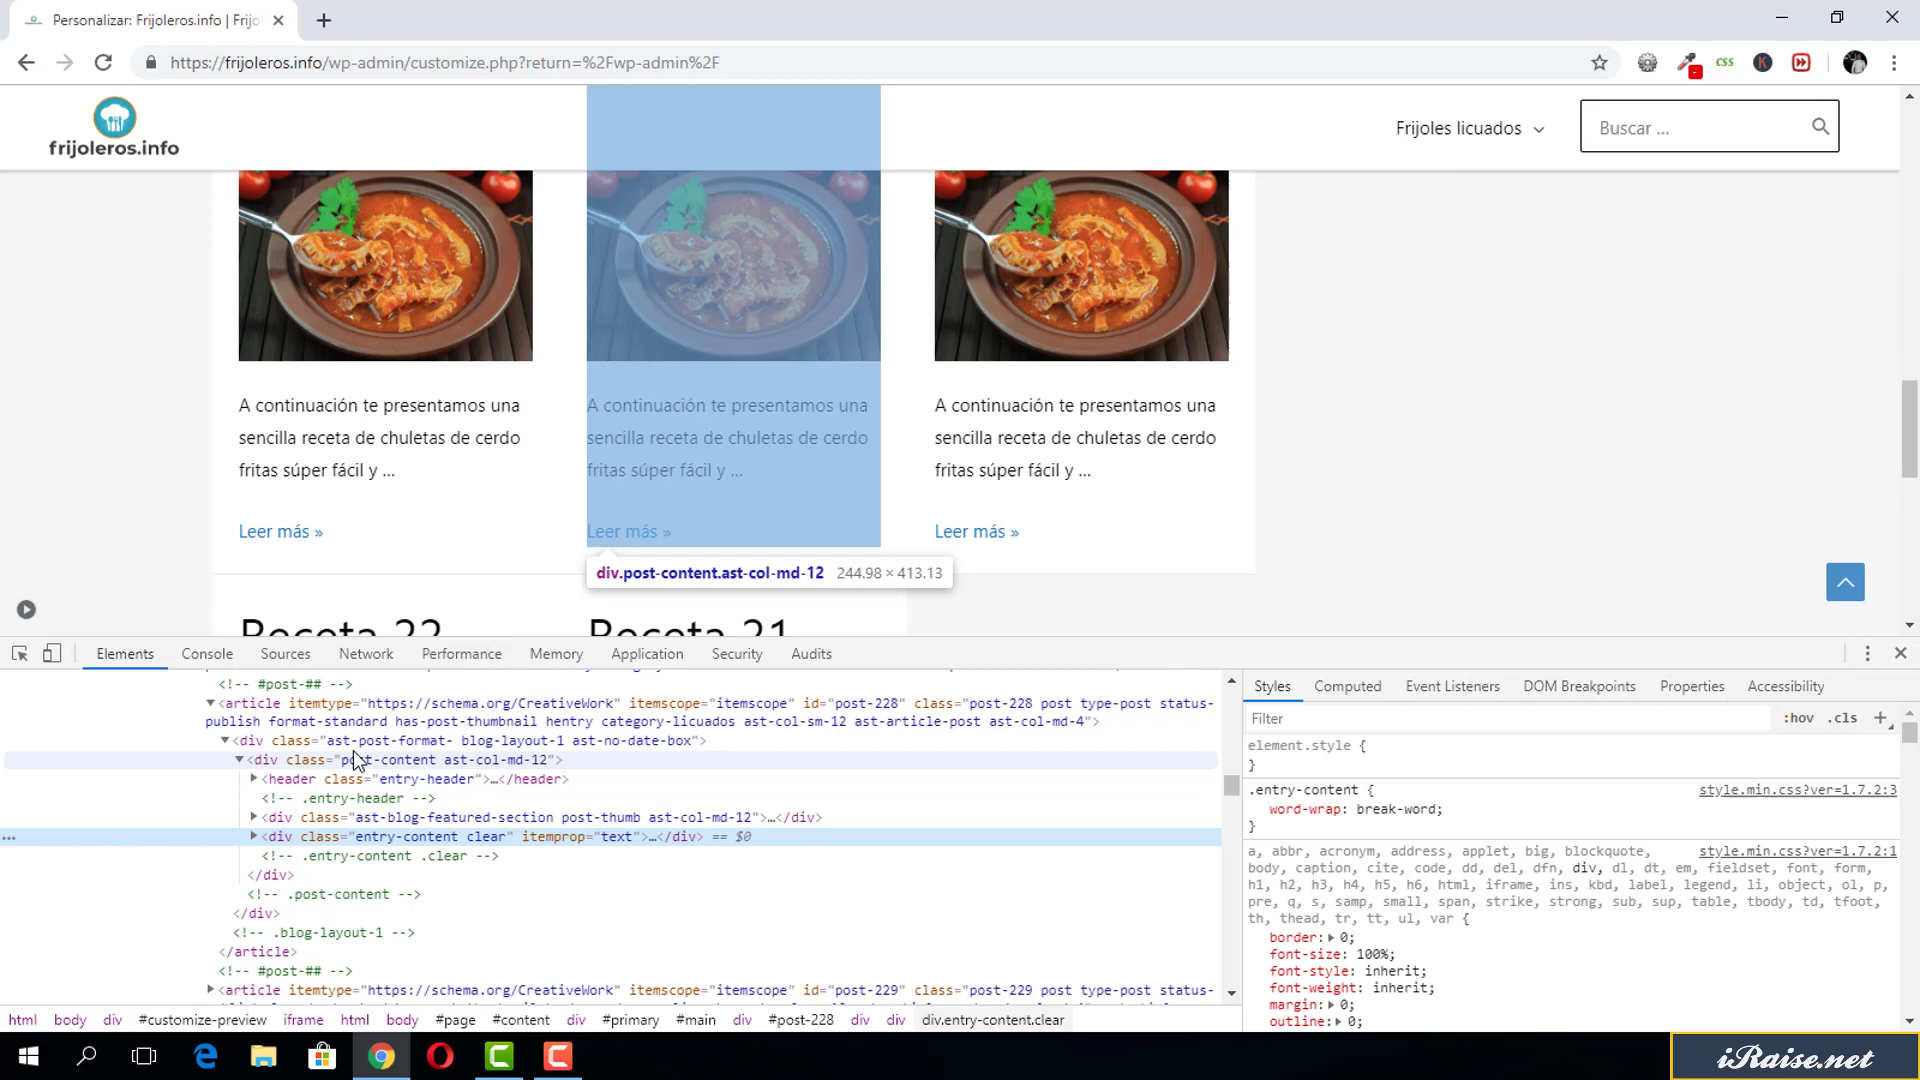 Personalizar: Frijoleros.info | Frijo
https://frijoleros.info/wp-admin/customize.php?return=%2Fwp-admin%2F
css
K
frijoleros.info
Frijoles licuados
Buscar ...
A continuación te presentamos una
sencilla receta de chuletas de cerdo
fritas súper fácil y ...
Leer más »
A continuación te presentamos una
sencilla receta de chuletas de cerdo
fritas súper fácil y ...
Leer más »
A continuación te presentamos una
sencilla receta de chuletas de cerdo
fritas súper fácil y ...
Leer más »
div.post-content.ast-col-md-12 244.98 × 413.13
Receta 22
Receta 21
Elements Console Sources Network Performance Memory Application Security Audits
<!-- #post-## -->
▼<article itemtype="https://schema.org/CreativeWork" itemscope="itemscope" id="post-228" class="post-228 post type-post status-
publish format-standard has-post-thumbnail hentry category-licuados ast-col-sm-12 ast-article-post ast-col-md-4">
▼<div class="ast-post-format- blog-layout-1 ast-no-date-box">
▼<div class="post-content ast-col-md-12">
▶<header class="entry-header">…</header>
<!-- .entry-header -->
▶<div class="ast-blog-featured-section post-thumb ast-col-md-12">…</div>
▶<div class="entry-content clear" itemprop="text">…</div> == $0
<!-- .entry-content .clear -->
</div>
<!-- .post-content -->
</div>
<!-- .blog-layout-1 -->
</article>
<!-- #post-## -->
▶<article itemtype="https://schema.org/CreativeWork" itemscope="itemscope" id="post-229" class="post-229 post type-post status-
html body div #customize-preview iframe html body #page #content div #primary #main div #post-228 div div div.entry-content.clear
Styles Computed Event Listeners DOM Breakpoints Properties Accessibility
Filter :hov .cls +
element.style {
}
.entry-content { style.min.css?ver=1.7.2:3
word-wrap: break-word;
}
a, abbr, acronym, address, applet, big, blockquote, style.min.css?ver=1.7.2:1
body, caption, cite, code, dd, del, dfn, div, dl, dt, em, fieldset, font, form,
h1, h2, h3, h4, h5, h6, html, iframe, ins, kbd, label, legend, li, object, ol, p,
pre, q, s, samp, small, span, strike, strong, sub, sup, table, tbody, td, tfoot,
th, thead, tr, tt, ul, var {
border:▶ 0;
font-size: 100%;
font-style: inherit;
font-weight: inherit;
margin:▶ 0;
outline:▶ 0;
iRaise.net